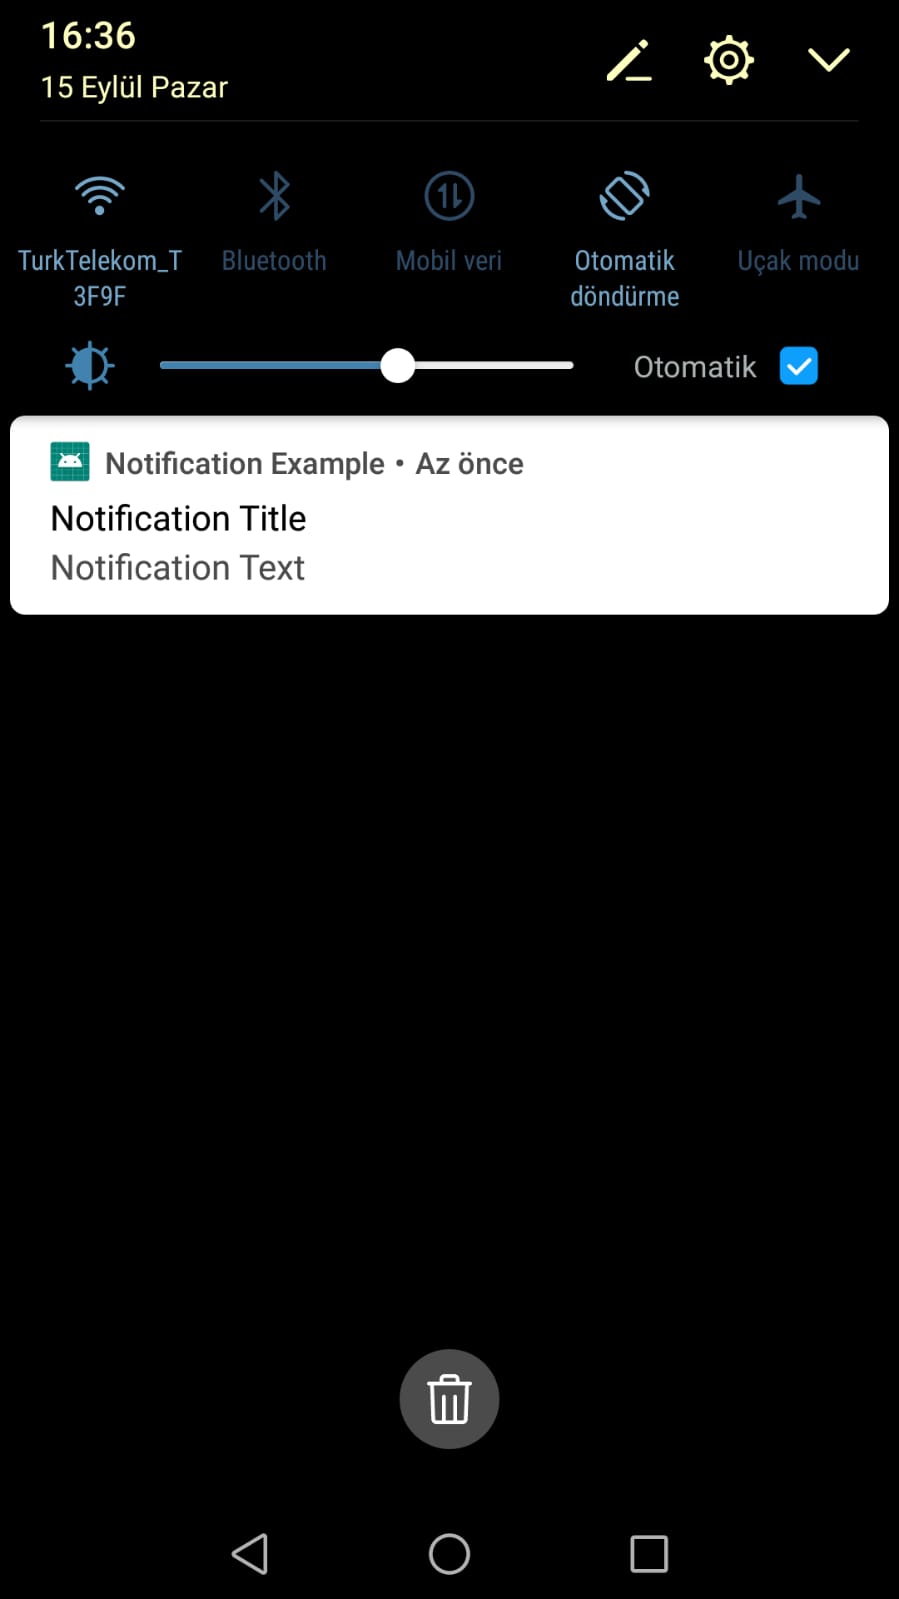 16:36
15 Eylül Pazar
TurkTelekom_T
3F9F
Bluetooth
Mobil veri
Otomatik
döndürme
Uçak modu
Otomatik
Notification Example • Az önce
Notification Title
Notification Text